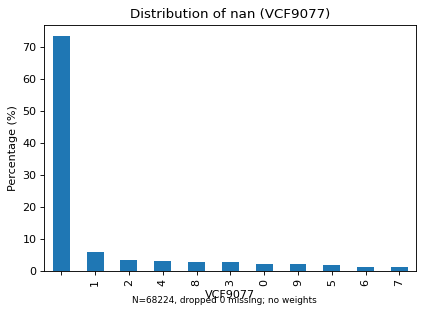 Distribution of nan (VCF9077)
Percentage (%)
70
60
50
40
30
20
10
0
1 2 4 8 3 0 9 5 6 7
VCF9077
N=68224, dropped 0 missing; no weights